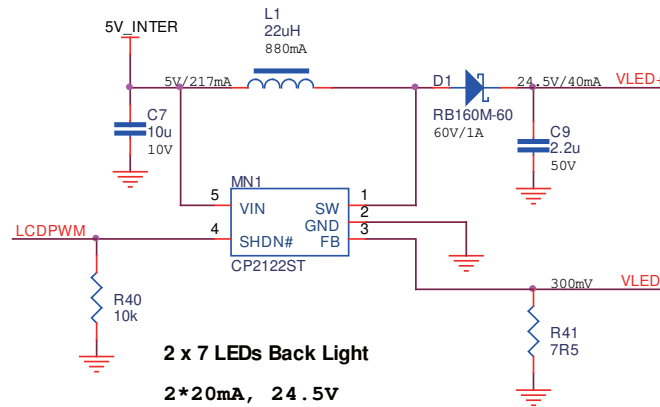 5V_INTER
L1
22uH
880mA
5V/217mA
D1
24.5V/40mA
VLED+
RB160M-60
60V/1A
C7
10u
10V
C9
2.2u
50V
MN1
5
VIN
SW
1
GND
2
LCDPWM
4
SHDN#
FB
3
CP2122ST
300mV
VLED
R40
10k
R41
7R5
2 x 7 LEDs Back Light
2*20mA, 24.5V